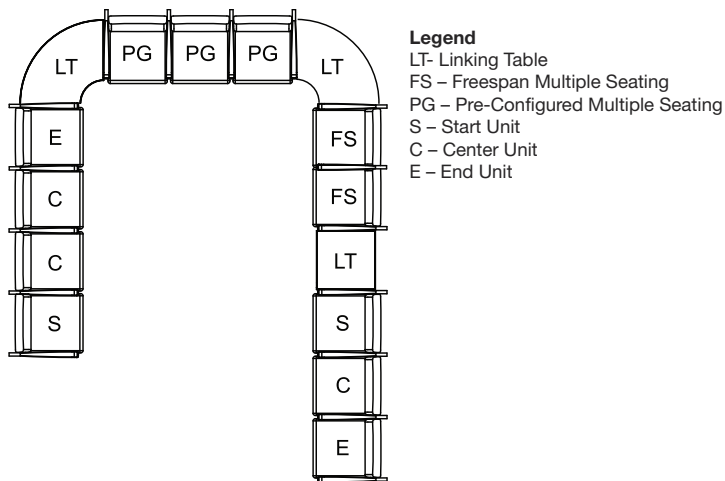 LT
PG
PG
PG
LT
E
C
C
S
FS
FS
LT
S
C
E
Legend
LT- Linking Table
FS – Freespan Multiple Seating
PG – Pre-Configured Multiple Seating
S – Start Unit
C – Center Unit
E – End Unit